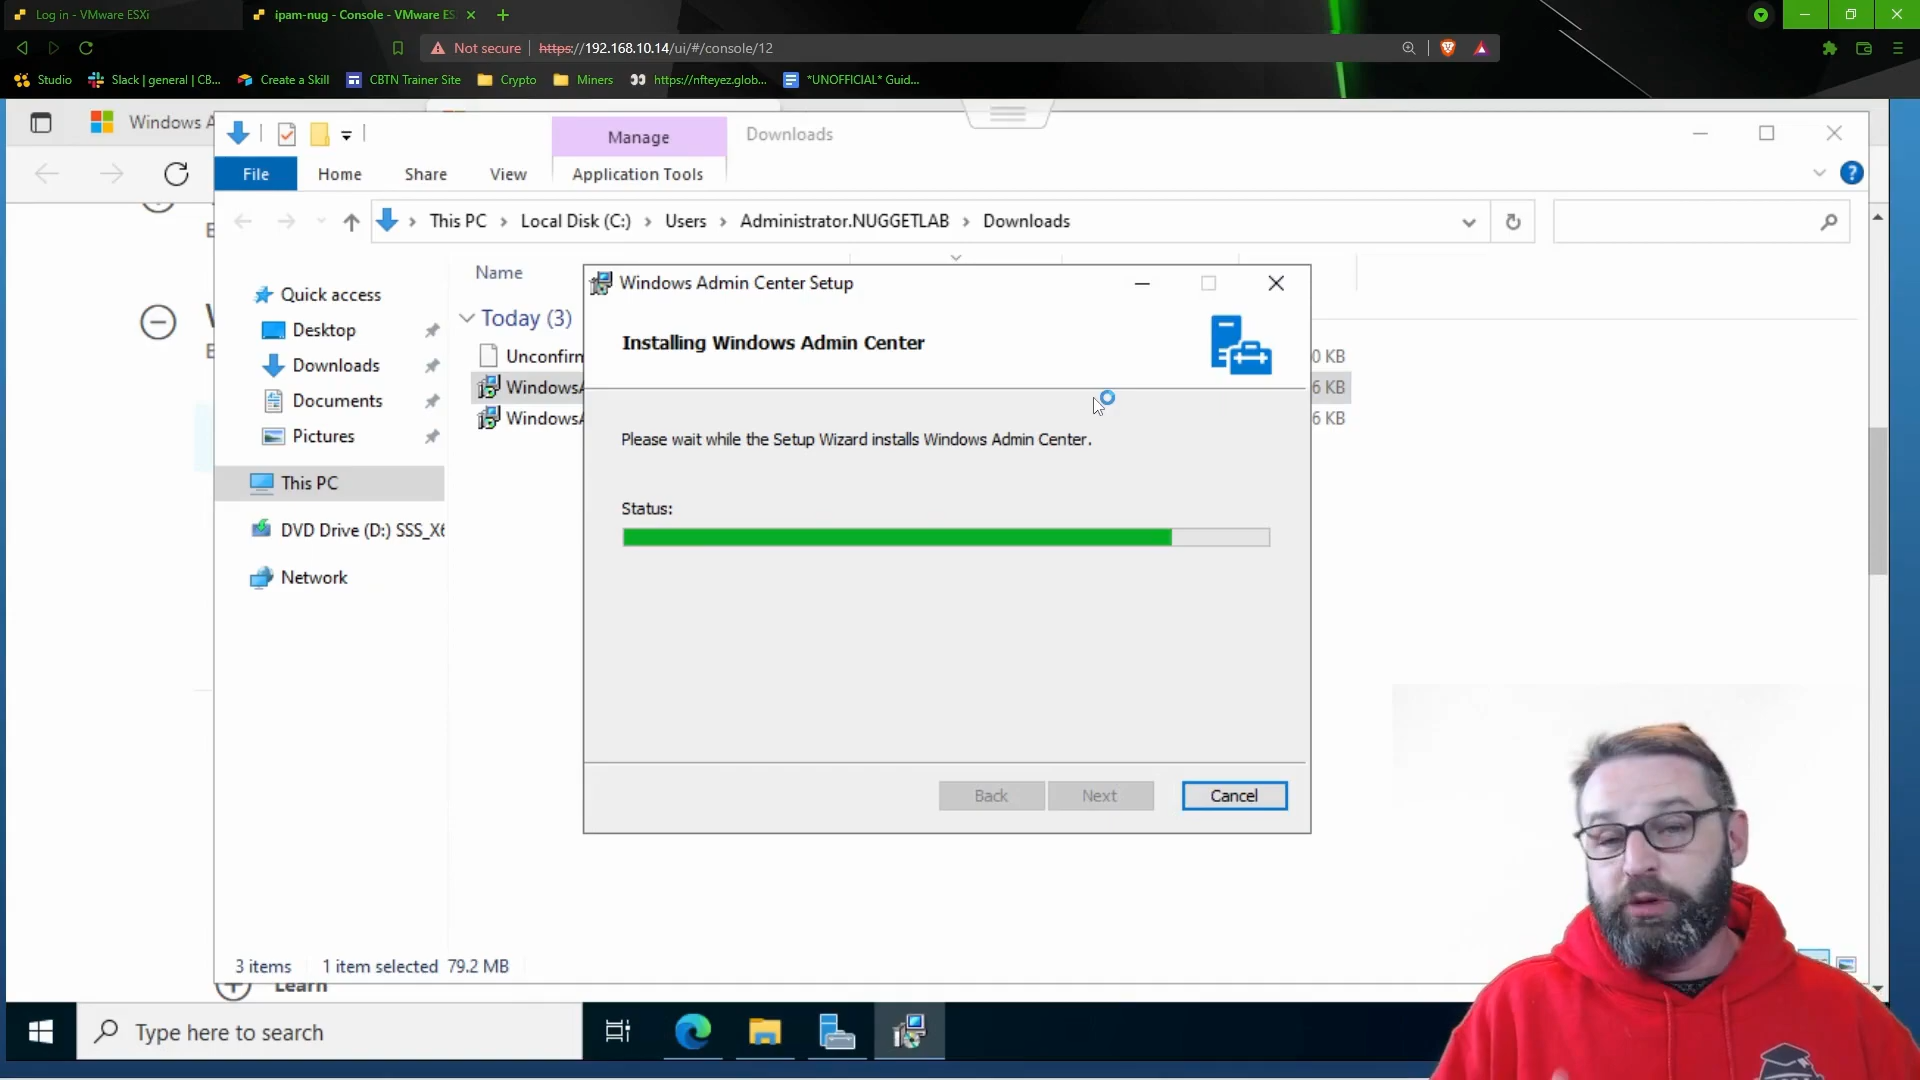 Log in - VMware ESXi
ipam-nug - Console - VMware ES
Not secure
https://192.168.10.14/ui/#/console/12
Studio
Slack | general | CB...
Create a Skill
CBTN Trainer Site
Crypto
Miners
https://nfteyez.glob...
*UNOFFICIAL* Guid...
Windows A
Manage
Downloads
File
Home
Share
View
Application Tools
This PC
Local Disk (C:)
Users
Administrator.NUGGETLAB
Downloads
Name
Quick access
Desktop
Downloads
Documents
Pictures
This PC
DVD Drive (D:) SSS_X6
Network
Today (3)
Unconfirm
WindowsA
WindowsA
0 KB
6 KB
6 KB
Windows Admin Center Setup
Installing Windows Admin Center
Please wait while the Setup Wizard installs Windows Admin Center.
Status:
Back
Next
Cancel
3 items
1 item selected
79.2 MB
Learn
Type here to search